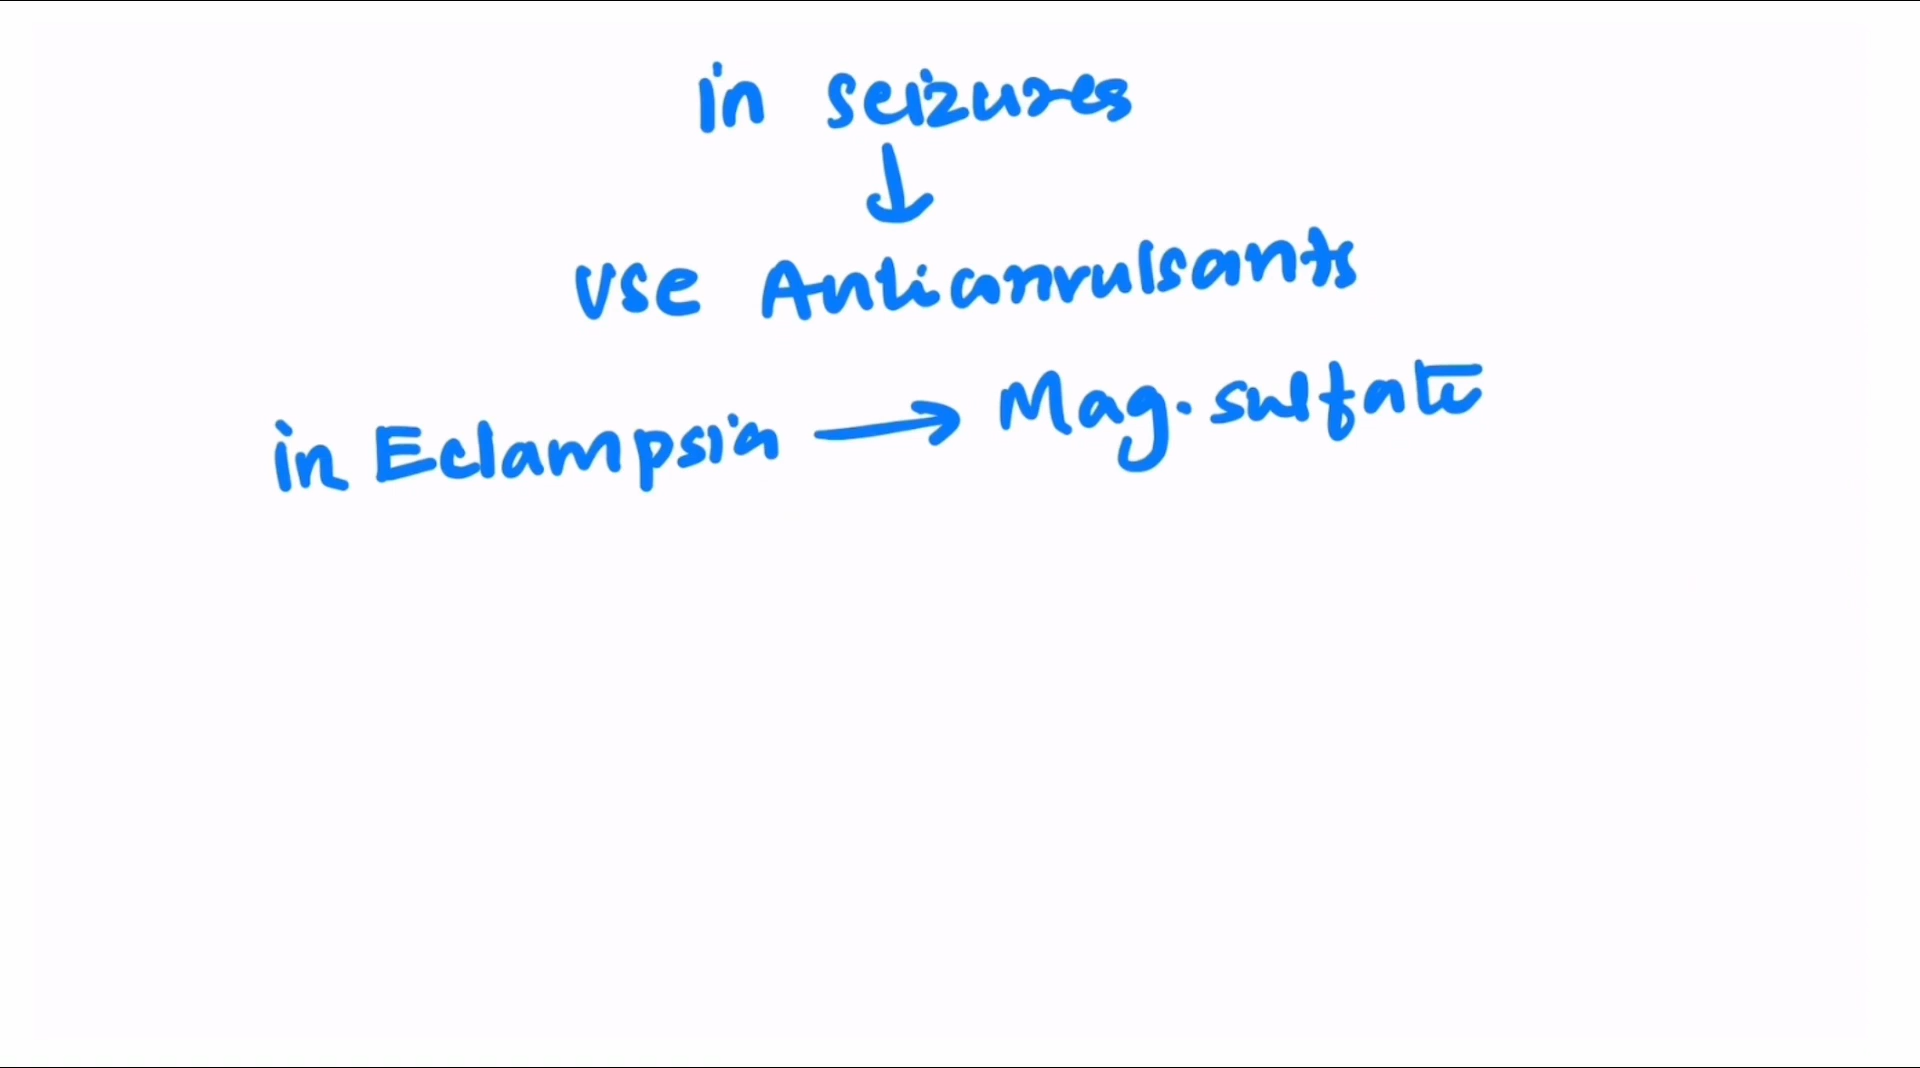 in seizures
↓
Use Anticonvulsants
in Eclampsia → Mag. sulfate